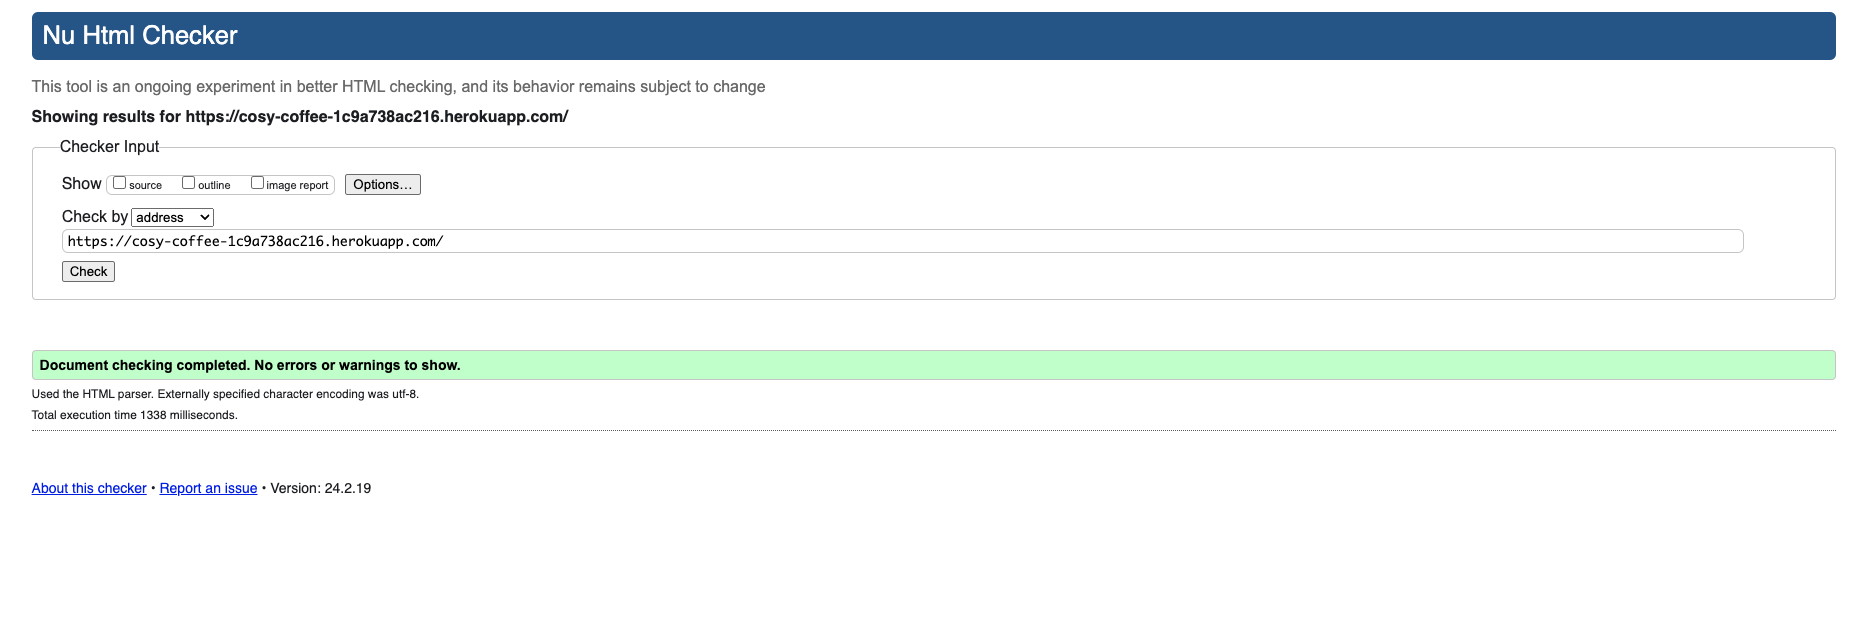 Nu Html Checker
This tool is an ongoing experiment in better HTML checking, and its behavior remains subject to change
Showing results for https://cosy-coffee-1c9a738ac216.herokuapp.com/
Checker Input
Show source outline image report Options...
Check by address
https://cosy-coffee-1c9a738ac216.herokuapp.com/
Check
Document checking completed. No errors or warnings to show.
Used the HTML parser. Externally specified character encoding was utf-8.
Total execution time 1338 milliseconds.
About this checker • Report an issue • Version: 24.2.19